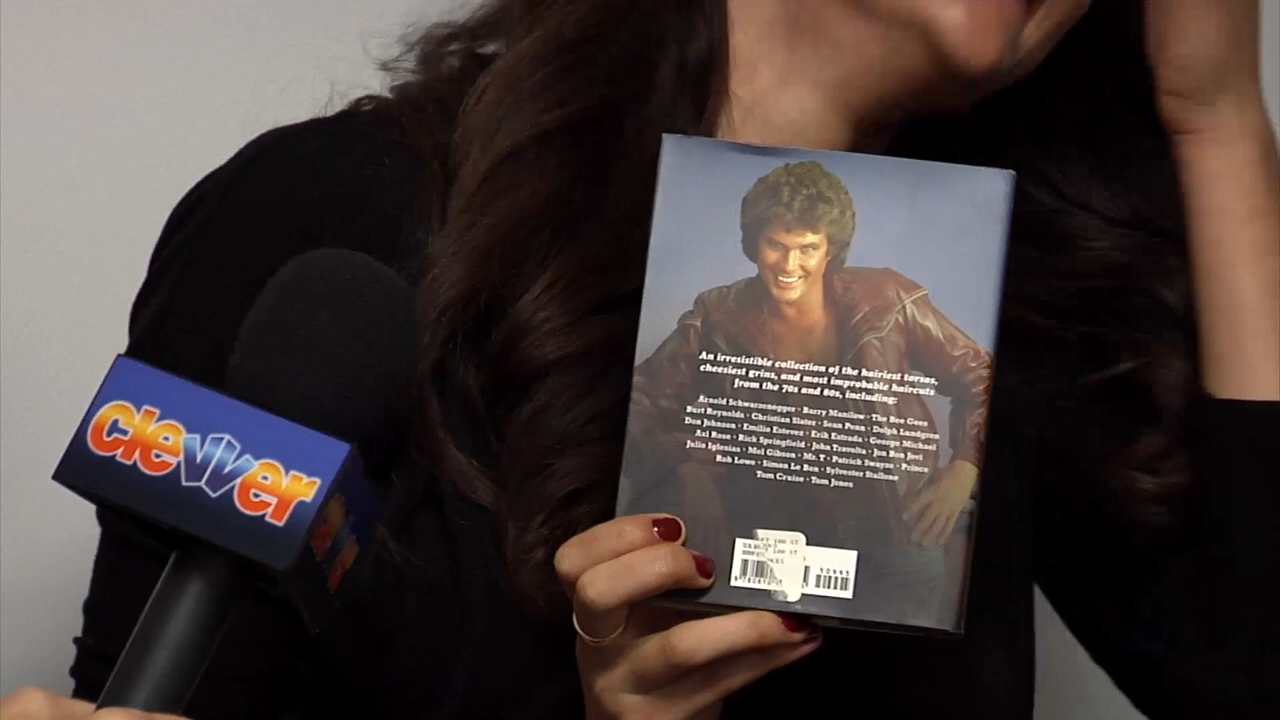 clevver
An irresistible collection of the hairiest torsos,
cheesiest grins, and most improbable haircuts
from the 70s and 80s, including:
Arnold Schwarzenegger • Barry Manilow • The Bee Gees
Burt Reynolds • Christian Slater • Sean Penn • Dolph Lundgren
Don Johnson • Emilio Estevez • Erik Estrada • George Michael
Axl Rose • Rick Springfield • John Travolta • Jon Bon Jovi
Julio Iglesias • Mel Gibson • Mr. T • Patrick Swayze • Prince
Rob Lowe • Simon Le Bon • Sylvester Stallone
Tom Cruise • Tom Jones
50995